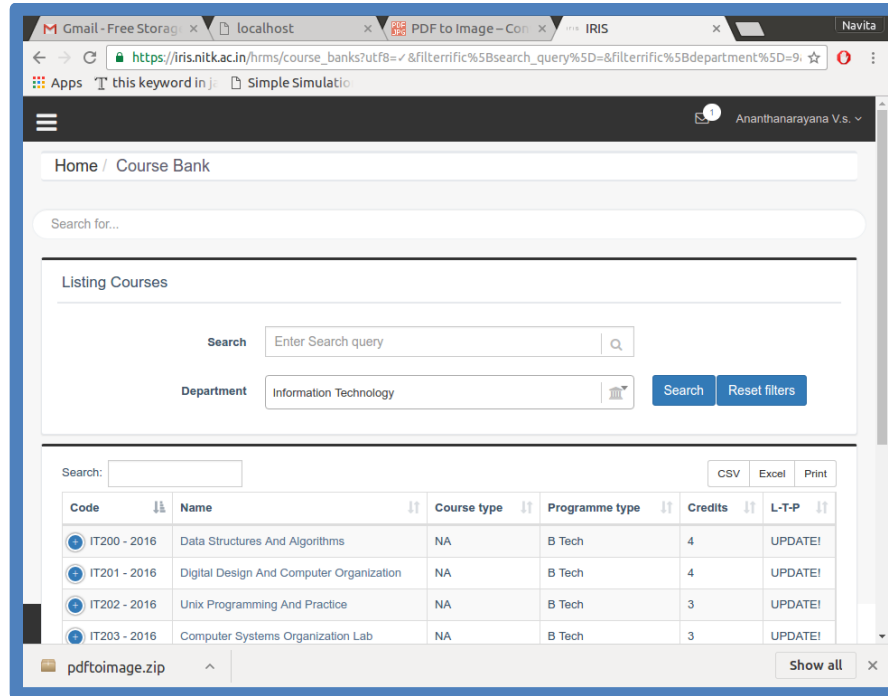 Gmail - Free Storag localhost PDF to Image – Con IRIS Navita
https://iris.nitk.ac.in/hrms/course_banks?utf8=✓&filterrific%5Bsearch_query%5D=&filterrific%5Bdepartment%5D=9
Apps this keyword in j Simple Simulatio
1 Ananthanarayana V.s.
Home / Course Bank
Search for...
Listing Courses
Search Enter Search query
Department Information Technology Search Reset filters
Search: CSV Excel Print
Code Name Course type Programme type Credits L-T-P
IT200 - 2016 Data Structures And Algorithms NA B Tech 4 UPDATE!
IT201 - 2016 Digital Design And Computer Organization NA B Tech 4 UPDATE!
IT202 - 2016 Unix Programming And Practice NA B Tech 3 UPDATE!
IT203 - 2016 Computer Systems Organization Lab NA B Tech 3 UPDATE!
pdftoimage.zip Show all